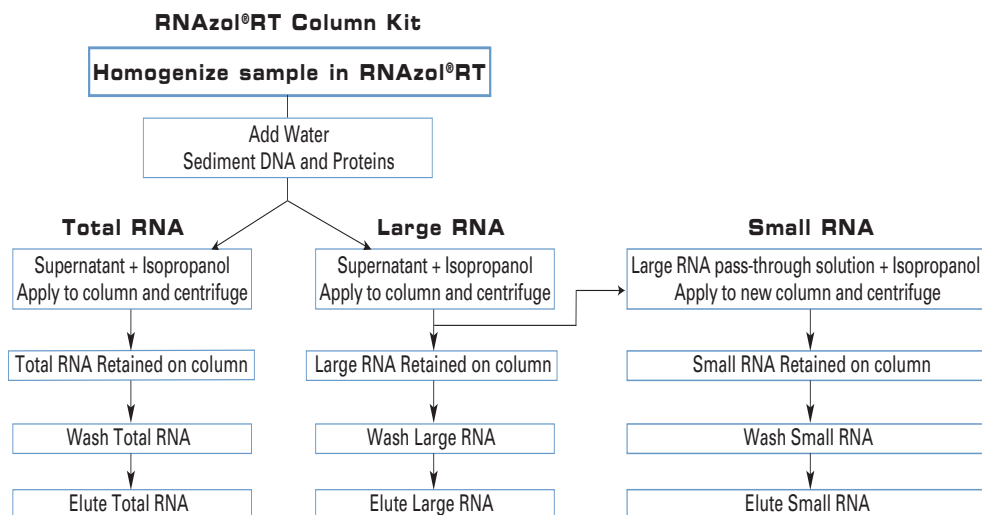 RNAzol®RT Column Kit
Homogenize sample in RNAzol®RT
Add Water
Sediment DNA and Proteins
Total RNA
Supernatant + Isopropanol
Apply to column and centrifuge
Total RNA Retained on column
Wash Total RNA
Elute Total RNA
Large RNA
Supernatant + Isopropanol
Apply to column and centrifuge
Large RNA Retained on column
Wash Large RNA
Elute Large RNA
Small RNA
Large RNA pass-through solution + Isopropanol
Apply to new column and centrifuge
Small RNA Retained on column
Wash Small RNA
Elute Small RNA